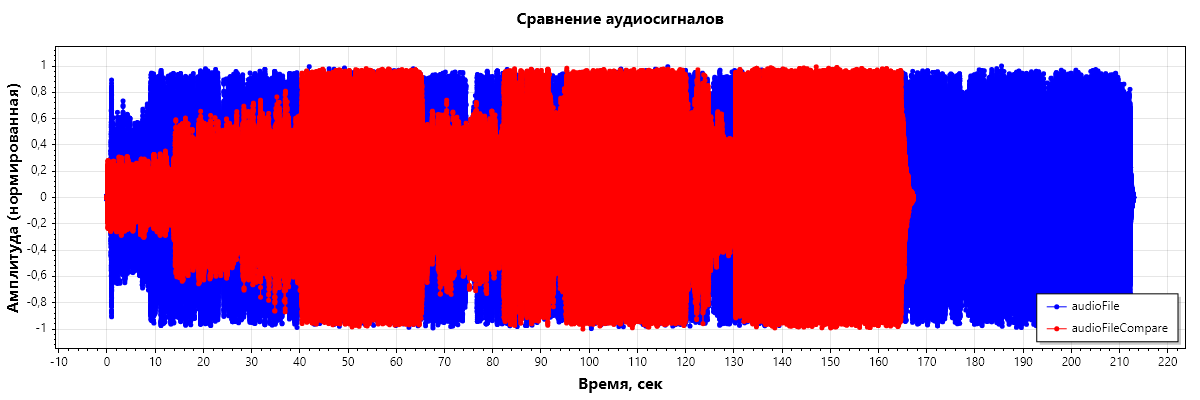 Сравнение аудиосигналов
Амплитуда (нормированная)
1
0,8
0,6
0,4
0,2
0
-0,2
-0,4
-0,6
-0,8
-1
audioFile
audioFileCompare
-10 0 10 20 30 40 50 60 70 80 90 100 110 120 130 140 150 160 170 180 190 200 210 220
Время, сек